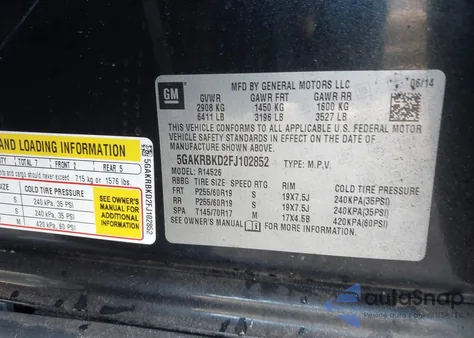 GM
MFD BY GENERAL MOTORS LLC
06/14
GVWR GAWR FRT GAWR RR
2908 KG 1450 KG 1600 KG
6411 LB 3196 LB 3527 LB
THIS VEHICLE CONFORMS TO ALL APPLICABLE U.S. FEDERAL MOTOR
VEHICLE SAFETY STANDARDS IN EFFECT ON THE DATE OF
MANUFACTURE SHOWN ABOVE.
5GAKRBKD2FJ102852 TYPE: M.P.V.
MODEL: R14526
RBBG TIRE SIZE SPEED RTG RIM COLD TIRE PRESSURE
FRT P255/60R19 S 19X7.5J 240KPA(35PSI)
RR P255/60R19 S 19X7.5J 240KPA(35PSI)
SPA T145/70R17 M 17X4.5B 420KPA(60PSI)
SEE OWNER'S MANUAL FOR MORE INFORMATION.
AND LOADING INFORMATION
TOTAL 7 FRONT 2 REAR 5
exceed 715 kg or 1576 lbs.
COLD TIRE PRESSURE
S 240 kPa, 35 PSI
S 240 kPa, 35 PSI
M 420 kPa, 60 PSI
SEE OWNER'S
MANUAL FOR
ADDITIONAL
INFORMATION
5GAKRBKD2FJ102852
autoSnap